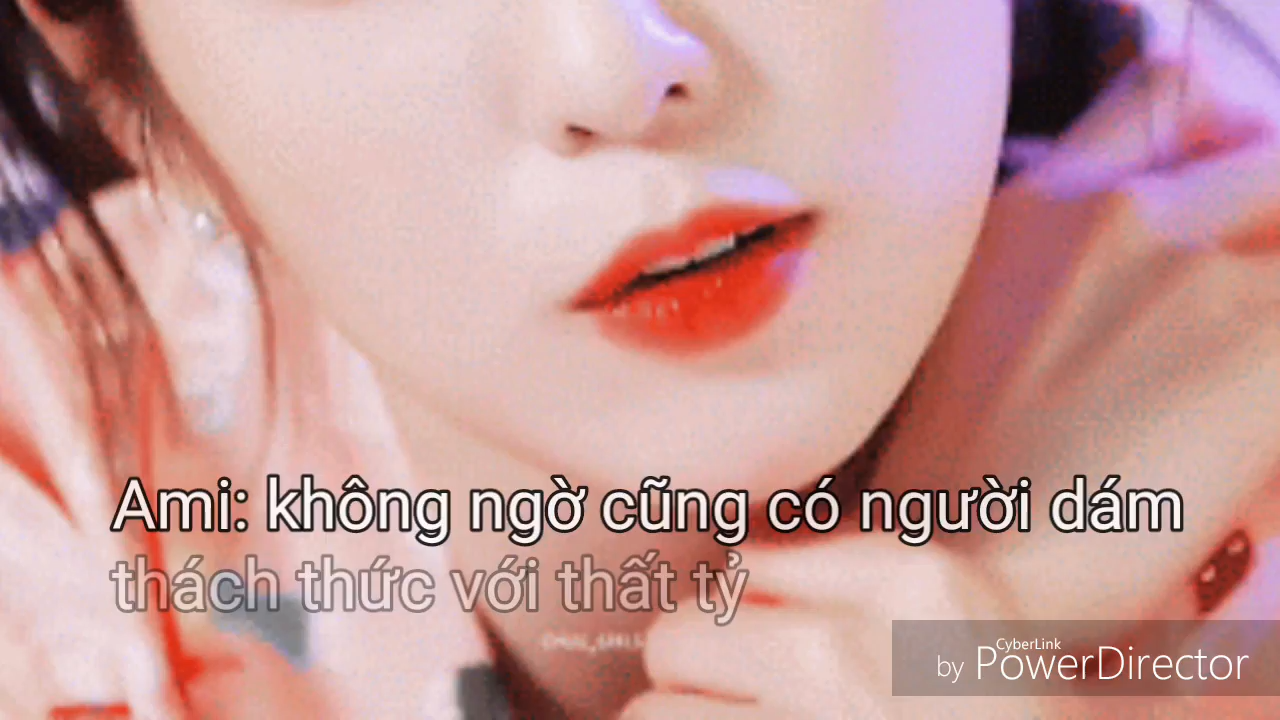 Ami: không ngờ cũng có người dám
thách thức với thất tỷ
CyberLink
by PowerDirector